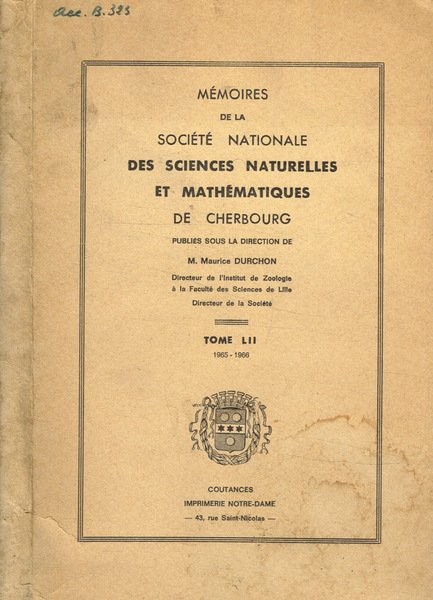 acc. B. 323
MÉMOIRES
DE LA
SOCIÉTÉ NATIONALE
DES SCIENCES NATURELLES
ET MATHÉMATIQUES
DE CHERBOURG
PUBLIÉS SOUS LA DIRECTION DE
M. Maurice DURCHON
Directeur de l'Institut de Zoologie
à la Faculté des Sciences de Lille
Directeur de la Société
TOME LII
1965 - 1966
COUTANCES
IMPRIMERIE NOTRE-DAME
— 43, rue Saint-Nicolas —